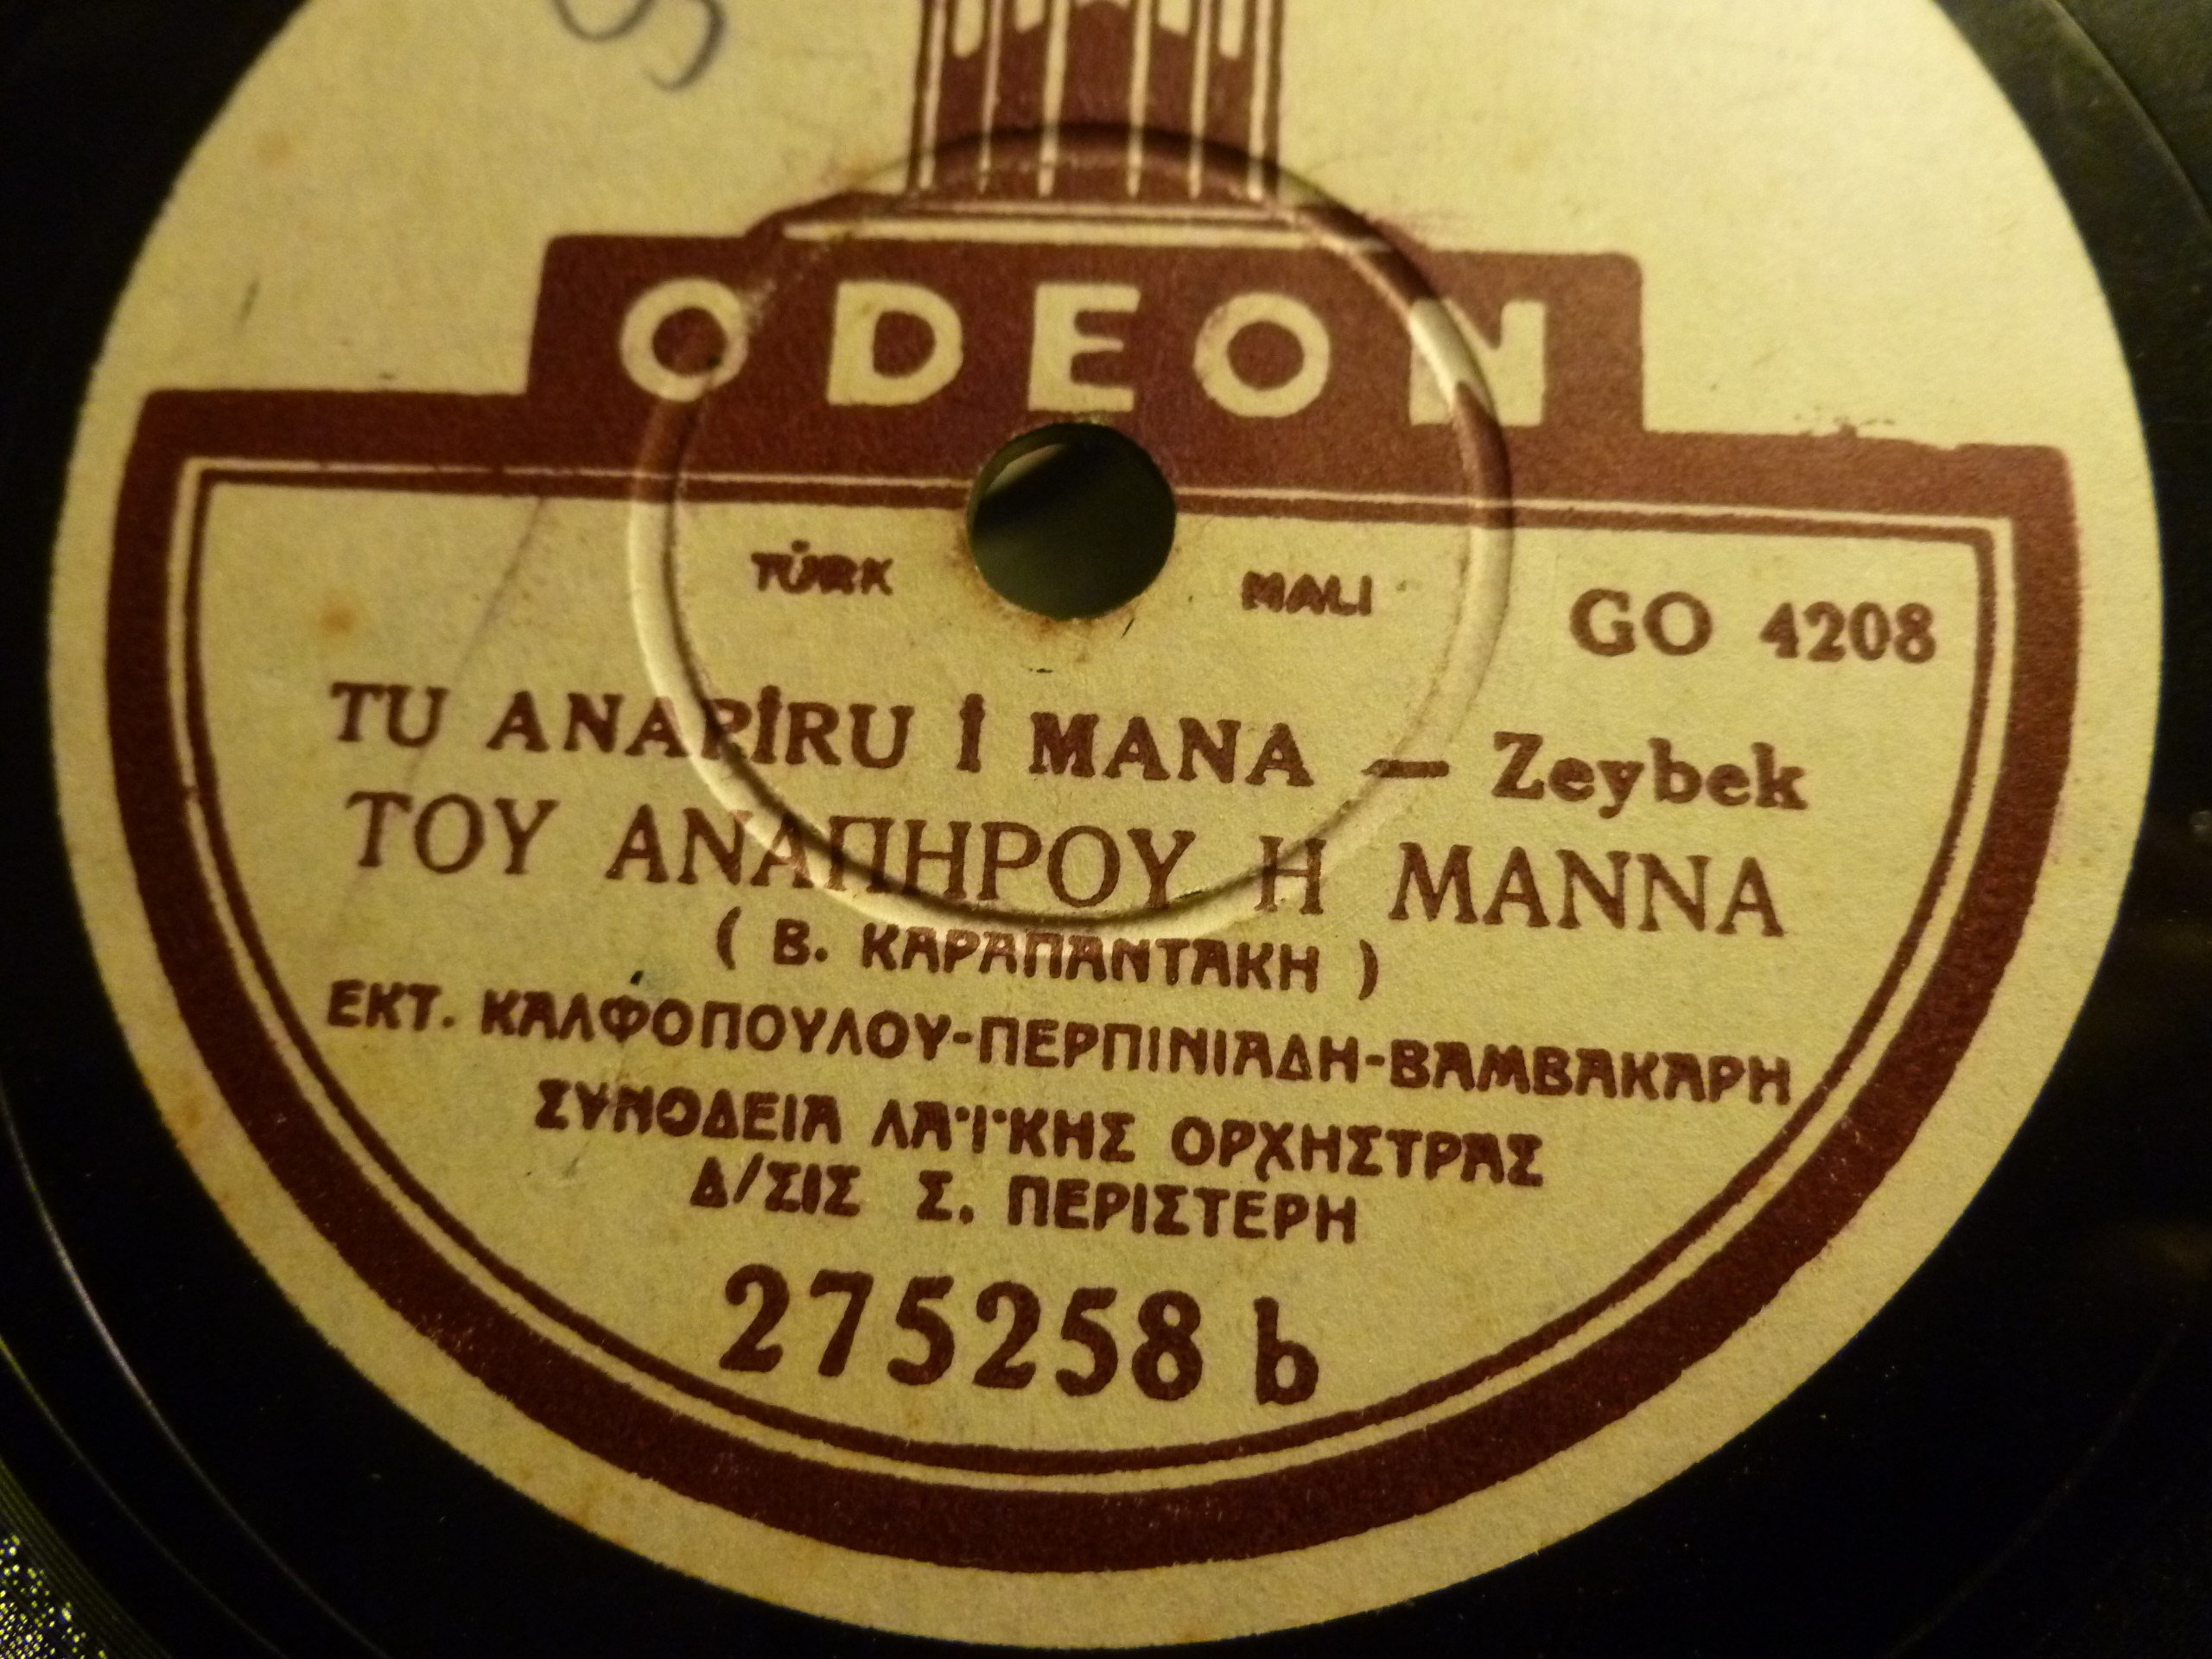 ODEON
TÜRK MALI
GO 4208
TU ANAPİRU İ MANA — Zeybek
ΤΟΥ ΑΝΑΠΗΡΟΥ Η ΜΑΝΝΑ
( Β. ΚΑΡΑΠΑΝΤΑΚΗ )
ΕΚΤ. ΚΑΛΦΟΠΟΥΛΟΥ-ΠΕΡΠΙΝΙΑΔΗ-ΒΑΜΒΑΚΑΡΗ
ΣΥΝΟΔΕΙΑ ΛΑΪΚΗΣ ΟΡΧΗΣΤΡΑΣ
Δ/ΣΙΣ Σ. ΠΕΡΙΣΤΕΡΗ
275258 b